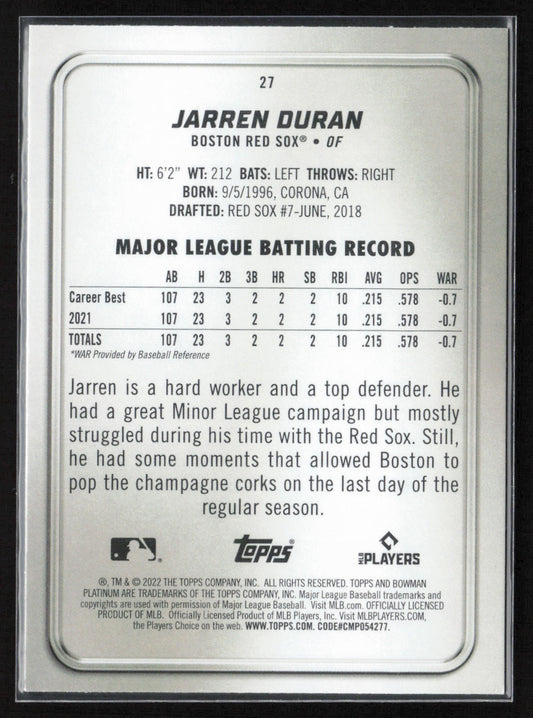 27
JARREN DURAN
BOSTON RED SOX® • OF
HT: 6'2" WT: 212 BATS: LEFT THROWS: RIGHT
BORN: 9/5/1996, CORONA, CA
DRAFTED: RED SOX #7-JUNE, 2018
MAJOR LEAGUE BATTING RECORD
AB H 2B 3B HR SB RBI AVG OPS WAR
Career Best 107 23 3 2 2 2 10 .215 .578 -0.7
2021 107 23 3 2 2 2 10 .215 .578 -0.7
TOTALS 107 23 3 2 2 2 10 .215 .578 -0.7
*WAR Provided by Baseball Reference
Jarren is a hard worker and a top defender. He
had a great Minor League campaign but mostly
struggled during his time with the Red Sox. Still,
he had some moments that allowed Boston to
pop the champagne corks on the last day of the
regular season.
TOPPS® MLB PLAYERS
®, TM & © 2022 THE TOPPS COMPANY, INC. ALL RIGHTS RESERVED. TOPPS AND BOWMAN
PLATINUM ARE TRADEMARKS OF THE TOPPS COMPANY, INC. Major League Baseball trademarks and
copyrights are used with permission of Major League Baseball. Visit MLB.com. OFFICIALLY LICENSED
PRODUCT OF MLB. Officially Licensed Product of MLB Players, Inc. Visit MLBPLAYERS.COM,
the Players Choice on the web. WWW.TOPPS.COM. CODE#CMP054277.